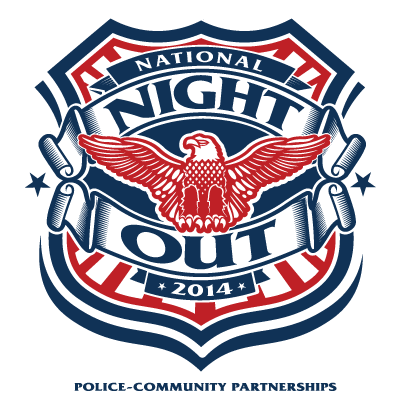 NATIONAL
NIGHT
OUT
2014
POLICE-COMMUNITY PARTNERSHIPS